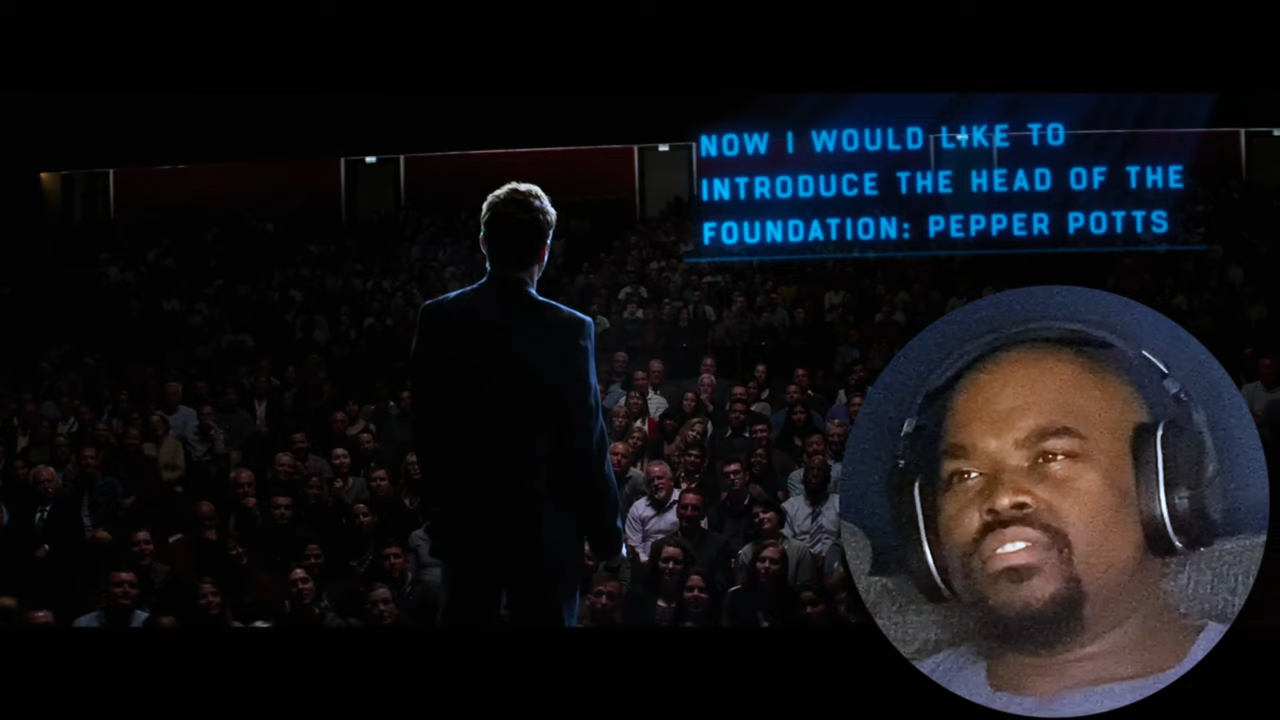 NOW I WOULD LIKE TO
INTRODUCE THE HEAD OF THE
FOUNDATION: PEPPER POTTS